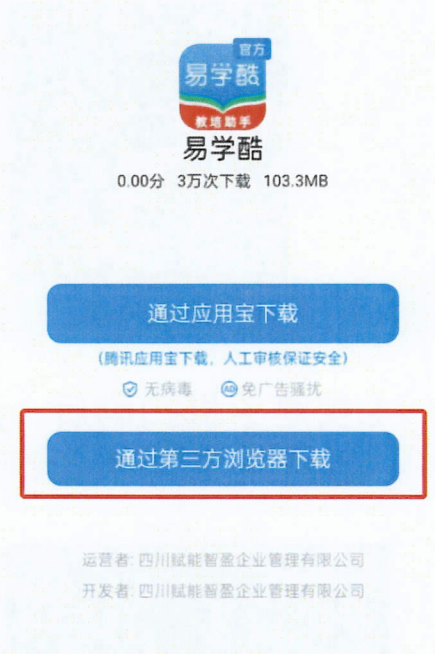 官方
易学酷
教培助手
易学酷
0.00分 3万次下载 103.3MB
通过应用宝下载
(腾讯应用宝下载，人工审核保证安全)
无病毒 AD 免广告骚扰
通过第三方浏览器下载
运营者: 四川赋能智盈企业管理有限公司
开发者: 四川赋能智盈企业管理有限公司